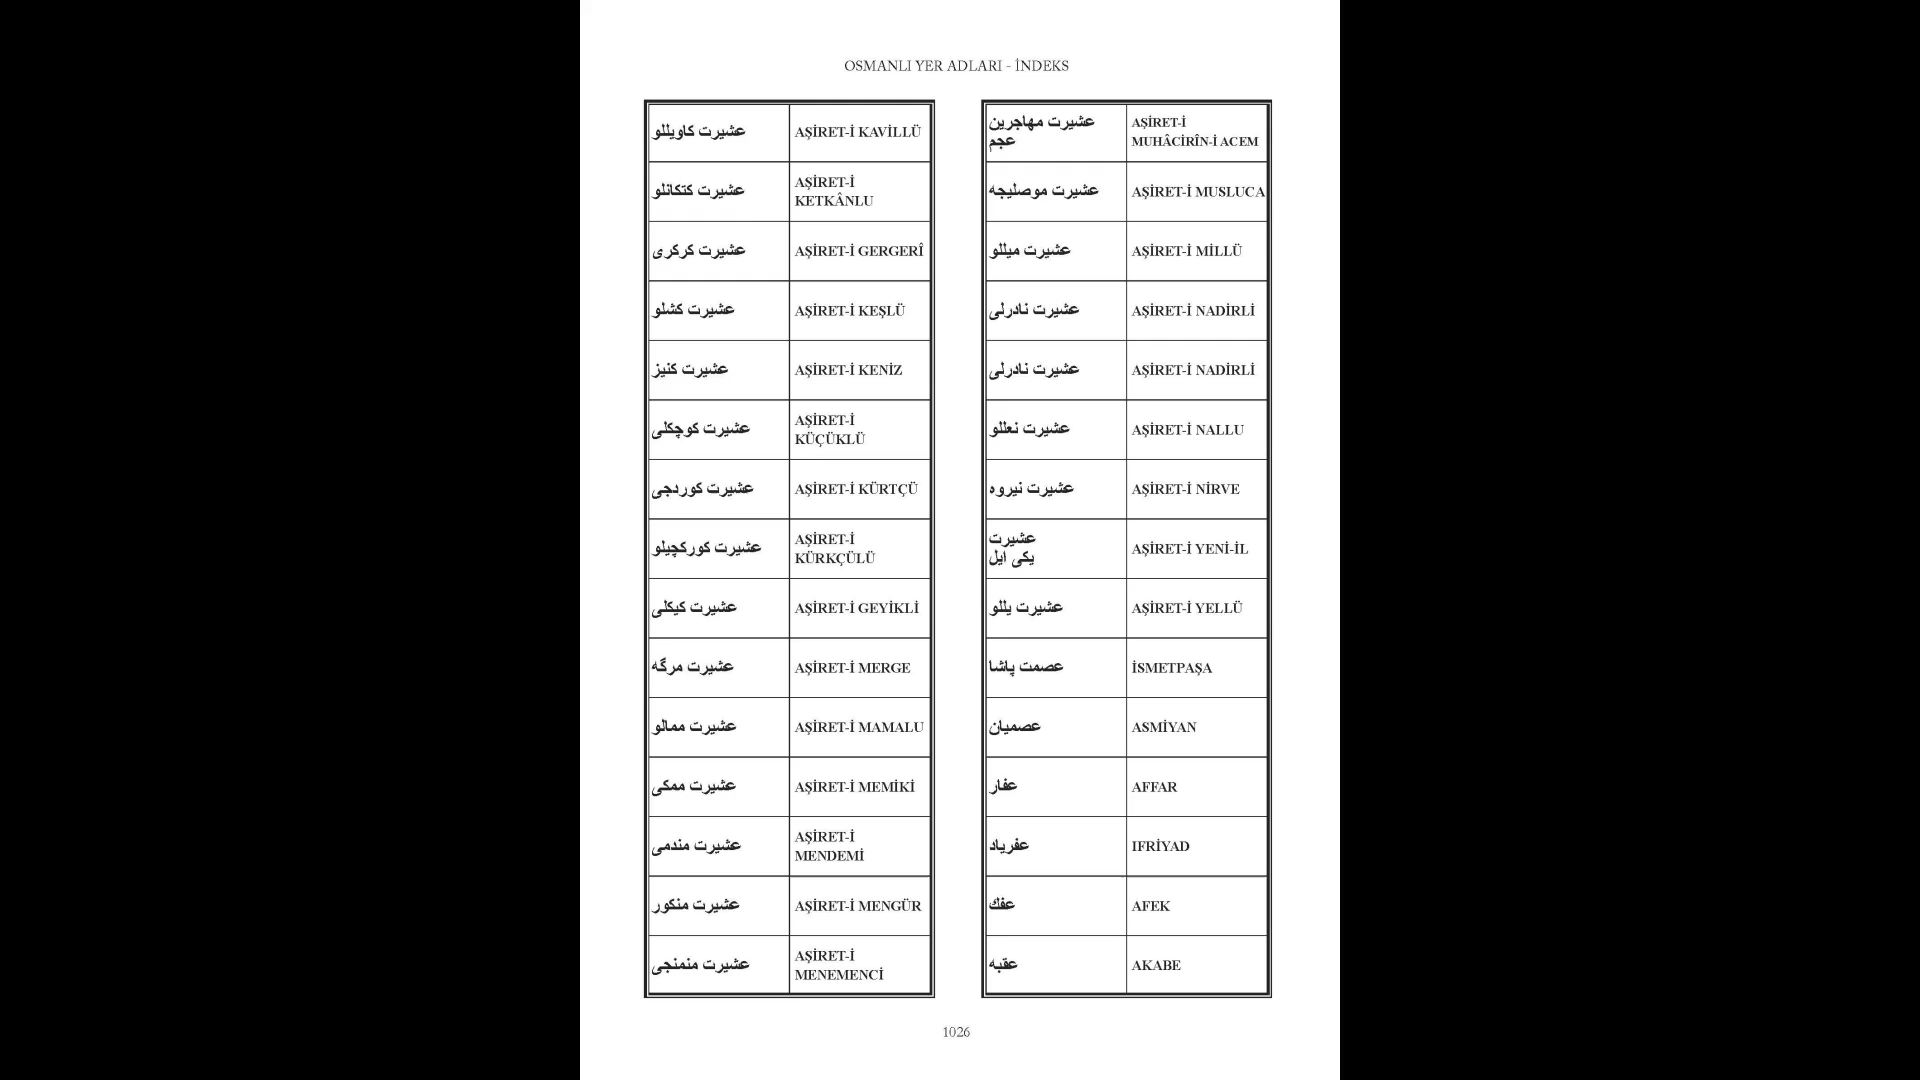 OSMANLI YER ADLARI - İNDEKS
عشيرت كاويللو AŞİRET-İ KAVİLLÜ
عشيرت كتكانلو AŞİRET-İ
KETKÂNLU
عشيرت كركرى AŞİRET-İ GERGERÎ
عشيرت كشلو AŞİRET-İ KEŞLÜ
عشيرت كنيز AŞİRET-İ KENİZ
عشيرت كوچكلى AŞİRET-İ
KÜÇÜKLÜ
عشيرت كوردجى AŞİRET-İ KÜRTÇÜ
عشيرت كوركچيلو AŞİRET-İ
KÜRKÇÜLÜ
عشيرت كيكلى AŞİRET-İ GEYİKLİ
عشيرت مرگه AŞİRET-İ MERGE
عشيرت ممالو AŞİRET-İ MAMALU
عشيرت ممكى AŞİRET-İ MEMİKİ
عشيرت مندمى AŞİRET-İ
MENDEMİ
عشيرت منكور AŞİRET-İ MENGÜR
عشيرت منمنجى AŞİRET-İ
MENEMENCİ
عشيرت مهاجرين AŞİRET-İ
عجم MUHÂCİRÎN-İ ACEM
عشيرت موصليجه AŞİRET-İ MUSLUCA
عشيرت ميللو AŞİRET-İ MİLLÜ
عشيرت نادرلى AŞİRET-İ NADİRLİ
عشيرت نادرلى AŞİRET-İ NADİRLİ
عشيرت نعللو AŞİRET-İ NALLU
عشيرت نيروه AŞİRET-İ NİRVE
عشيرت
يكى ايل AŞİRET-İ YENİ-İL
عشيرت يللو AŞİRET-İ YELLÜ
عصمت پاشا İSMETPAŞA
عصميان ASMİYAN
عفار AFFAR
عفرياد IFRİYAD
عفك AFEK
عقبه AKABE
1026